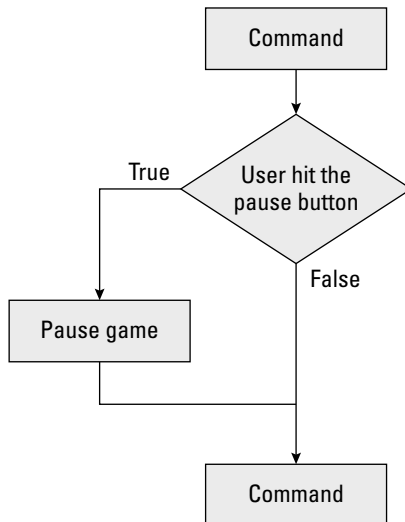 Command
User hit the
pause button
True
False
Pause game
Command